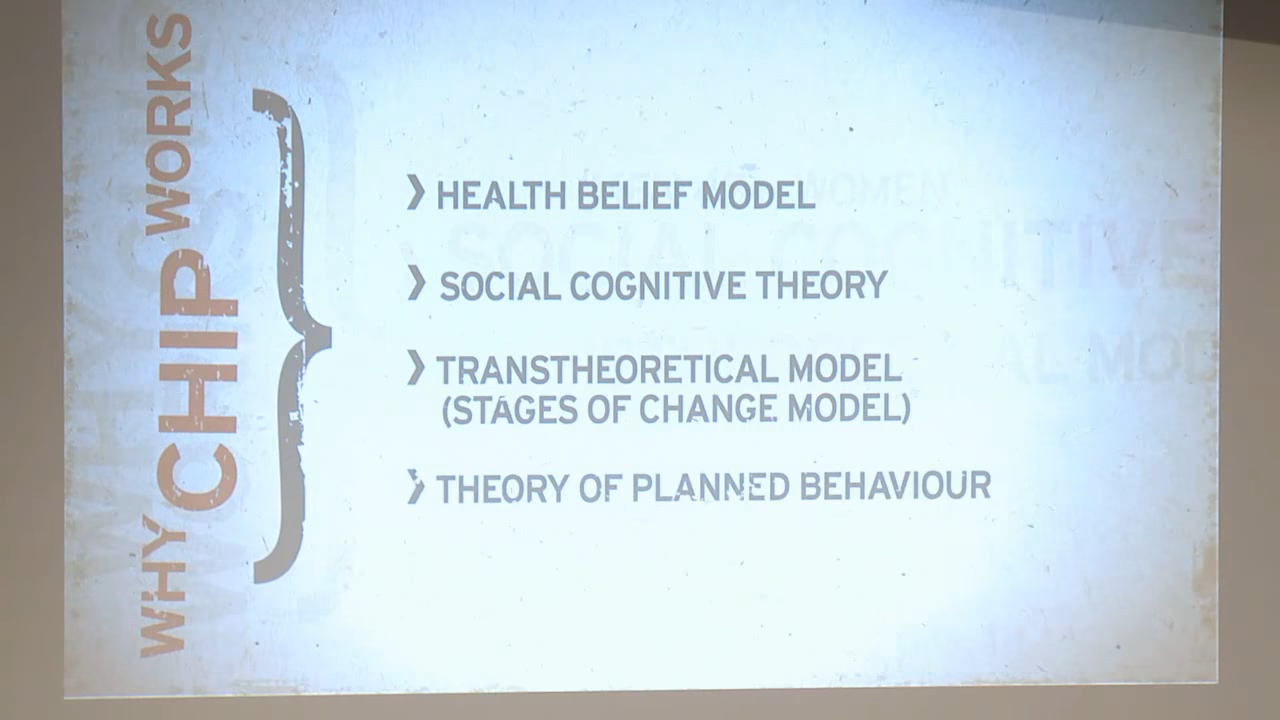 WHY CHIP WORKS
HEALTH BELIEF MODEL
SOCIAL COGNITIVE THEORY
TRANSTHEORETICAL MODEL
(STAGES OF CHANGE MODEL)
THEORY OF PLANNED BEHAVIOUR